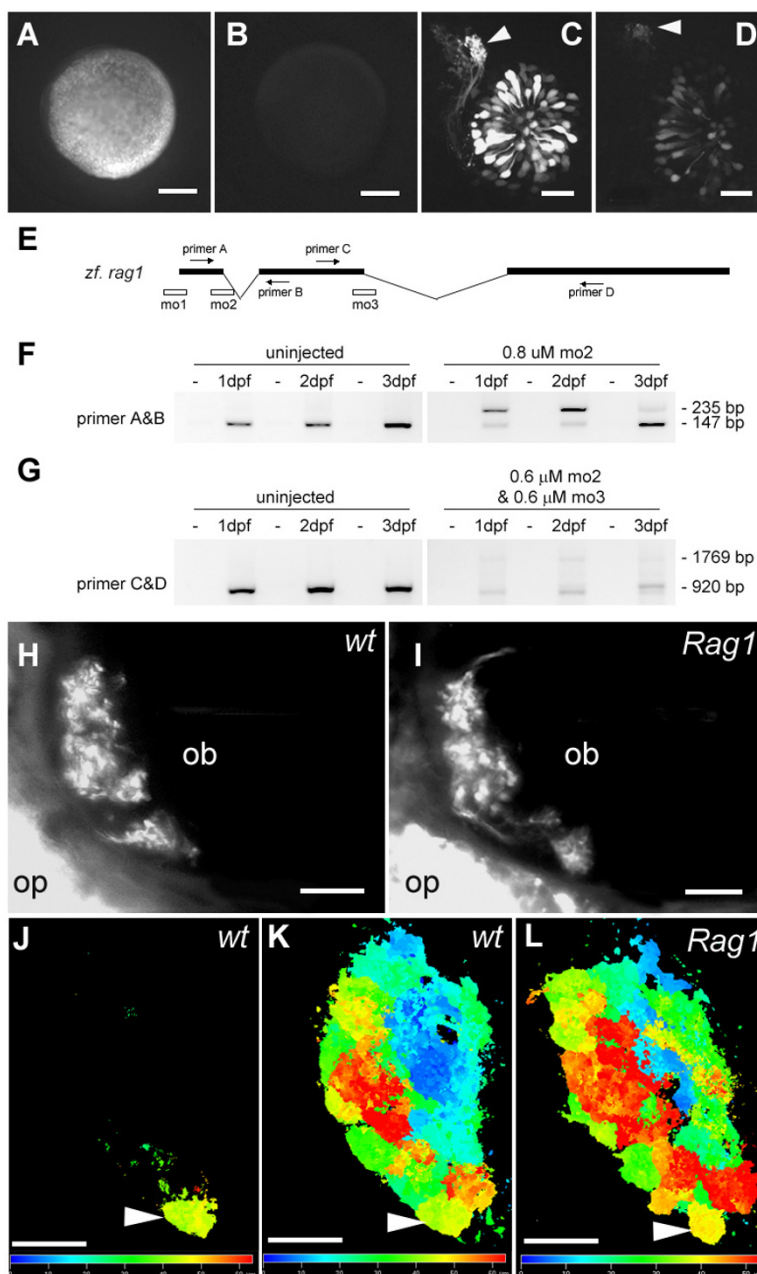 A B C D
E
zf. rag1
primer A primer C
primer B primer D
mo1 mo2 mo3
F
uninjected 0.8 uM mo2
- 1dpf - 2dpf - 3dpf - 1dpf - 2dpf - 3dpf
primer A&B
- 235 bp
- 147 bp
G
uninjected
0.6 µM mo2
& 0.6 µM mo3
- 1dpf - 2dpf - 3dpf - 1dpf - 2dpf - 3dpf
primer C&D
- 1769 bp
- 920 bp
H wt I Rag1
ob ob
op op
J wt K wt L Rag1